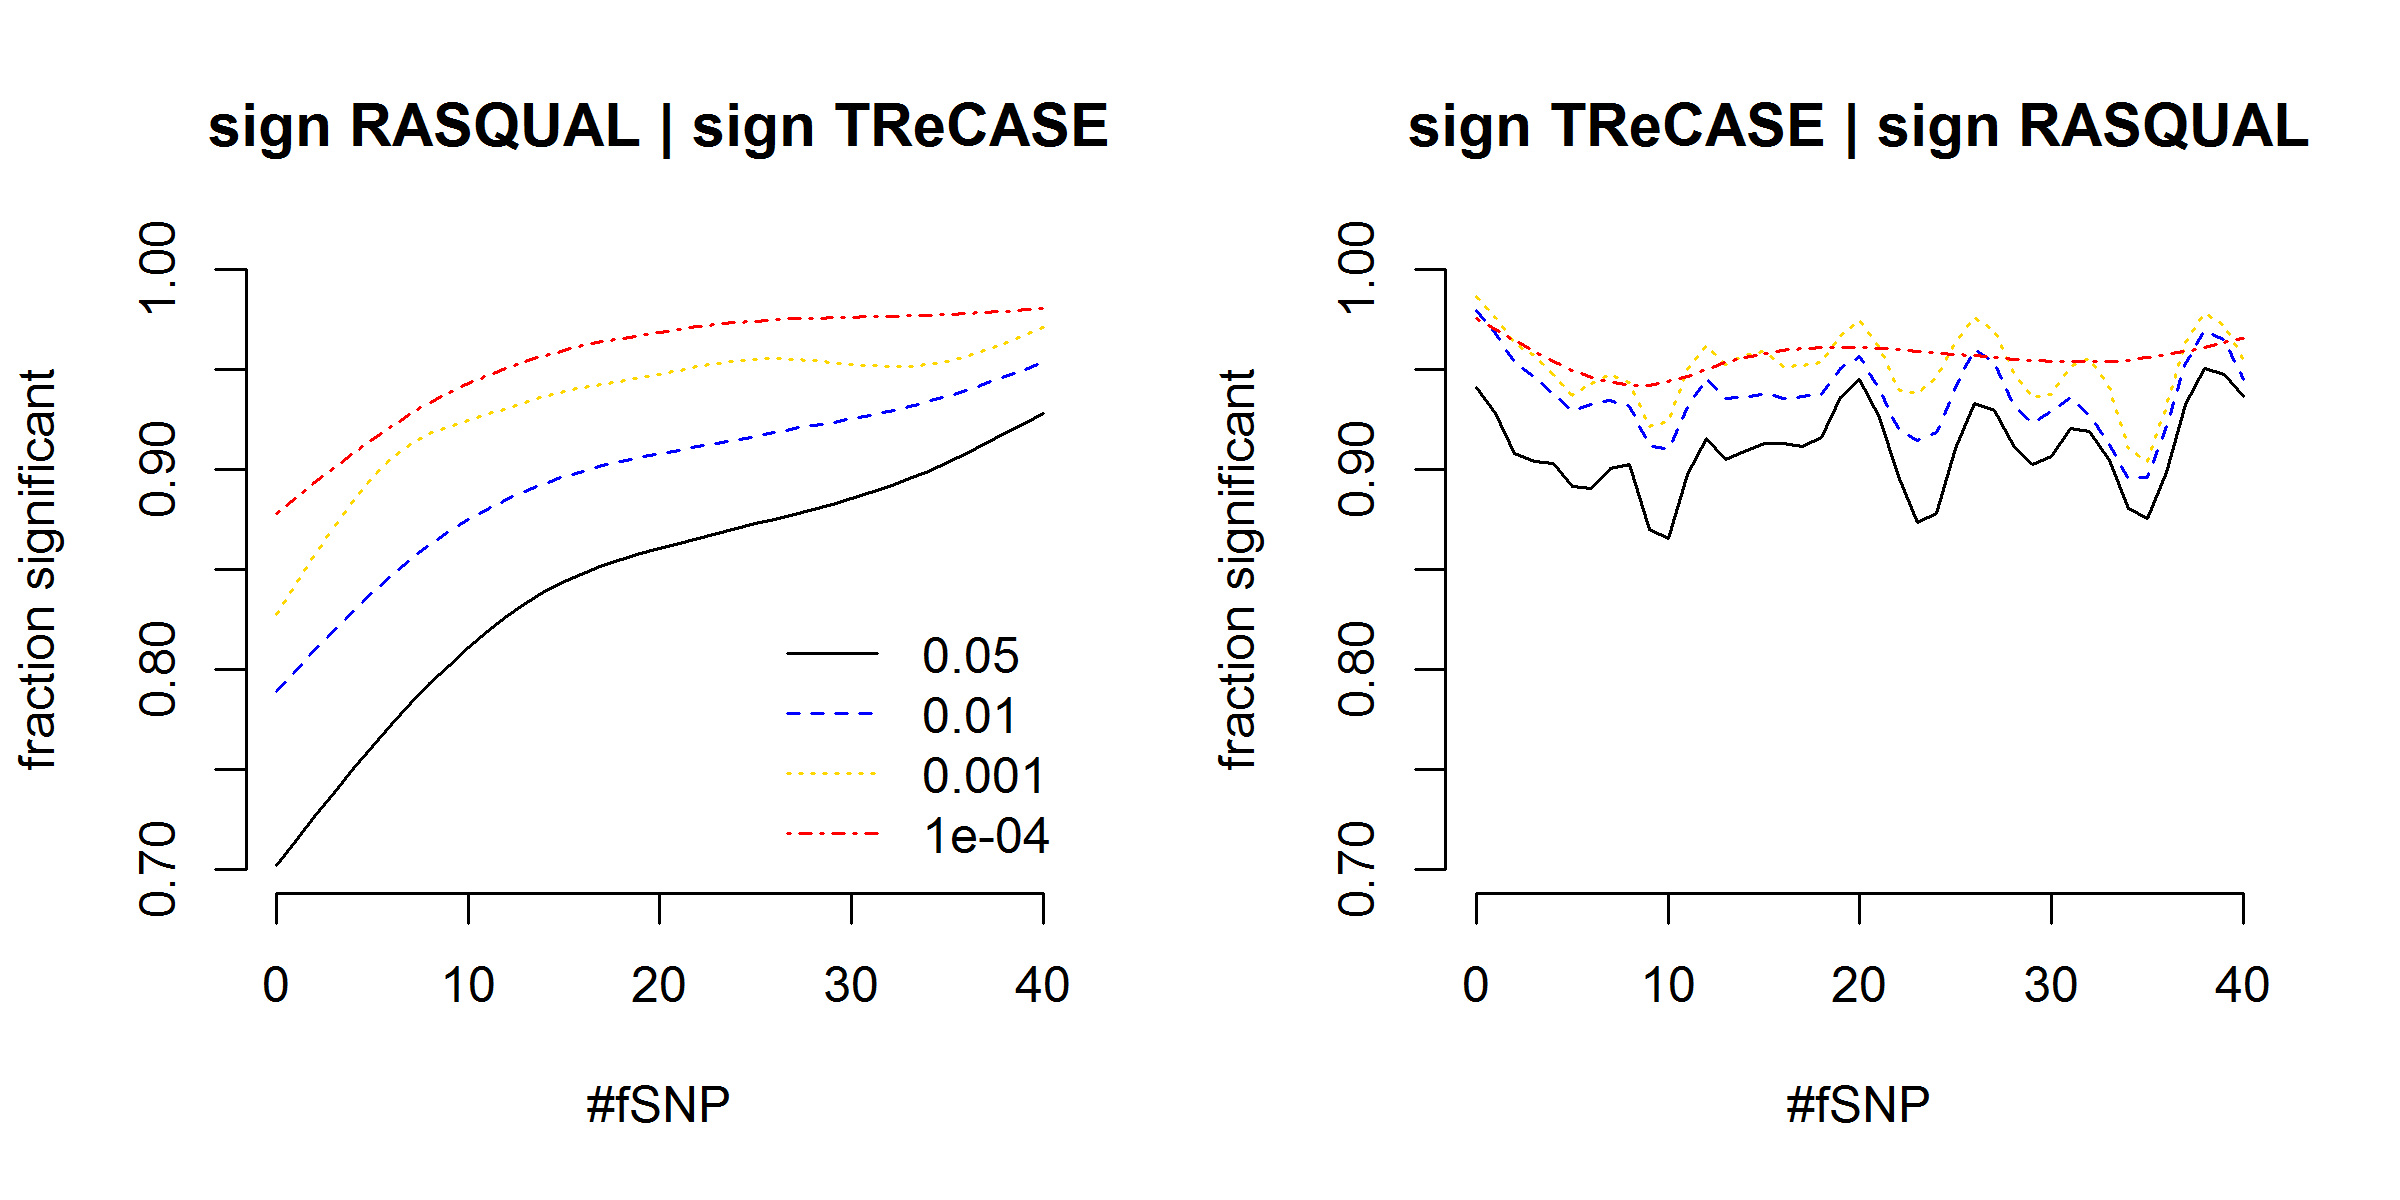 sign RASQUAL | sign TReCASE
fraction significant
1.00
0.90
0.80
0.70
0.05
0.01
0.001
1e-04
0 10 20 30 40
#fSNP
sign TReCASE | sign RASQUAL
fraction significant
1.00
0.90
0.80
0.70
0 10 20 30 40
#fSNP